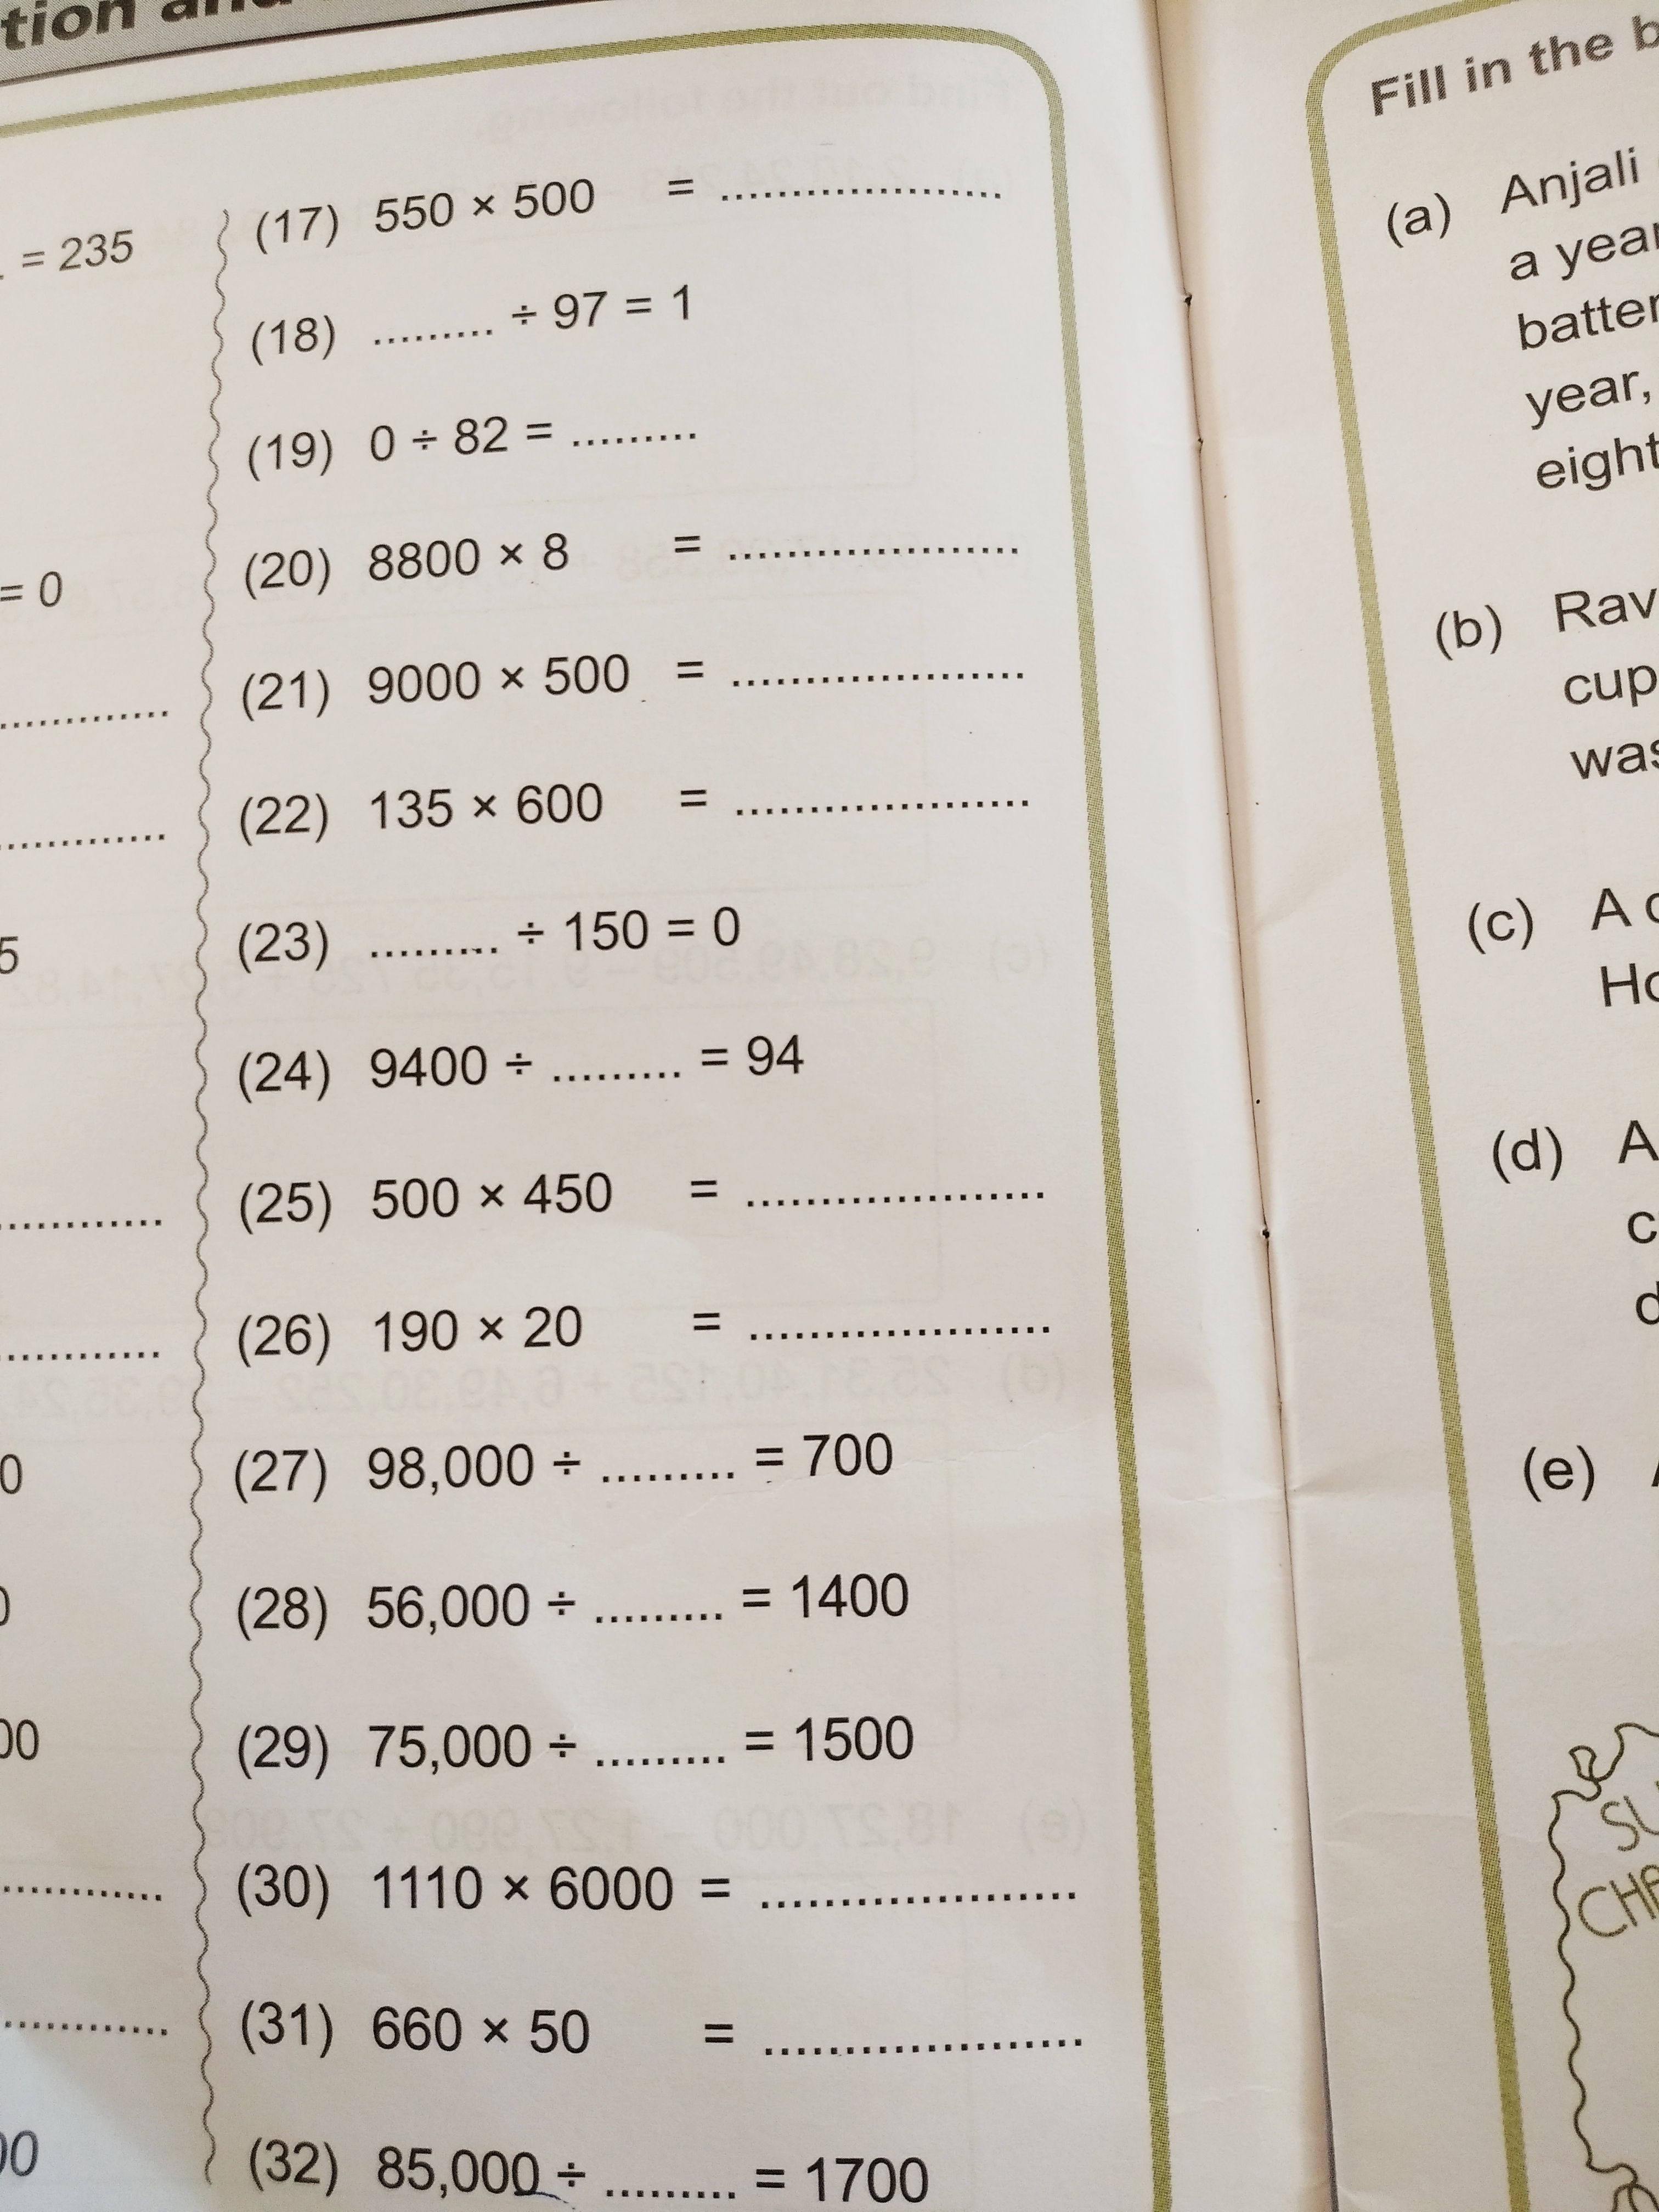 tion and
= 235
= 0
5
0
00
00
(17) 550 × 500 = ....................
(18) ......... ÷ 97 = 1
(19) 0 ÷ 82 = .........
(20) 8800 × 8 = ....................
(21) 9000 × 500 = ....................
(22) 135 × 600 = ....................
(23) ......... ÷ 150 = 0
(24) 9400 ÷ ......... = 94
(25) 500 × 450 = ....................
(26) 190 × 20 = ....................
(27) 98,000 ÷ ......... = 700
(28) 56,000 ÷ ......... = 1400
(29) 75,000 ÷ ......... = 1500
(30) 1110 × 6000 = ....................
(31) 660 × 50 = ....................
(32) 85,000 ÷ ......... = 1700
Fill in the
(a) Anjali
a year
batter
year,
eight
(b) Rav
cup
was
(c) A
Ho
(d) A
c
d
(e)
SU
CHA